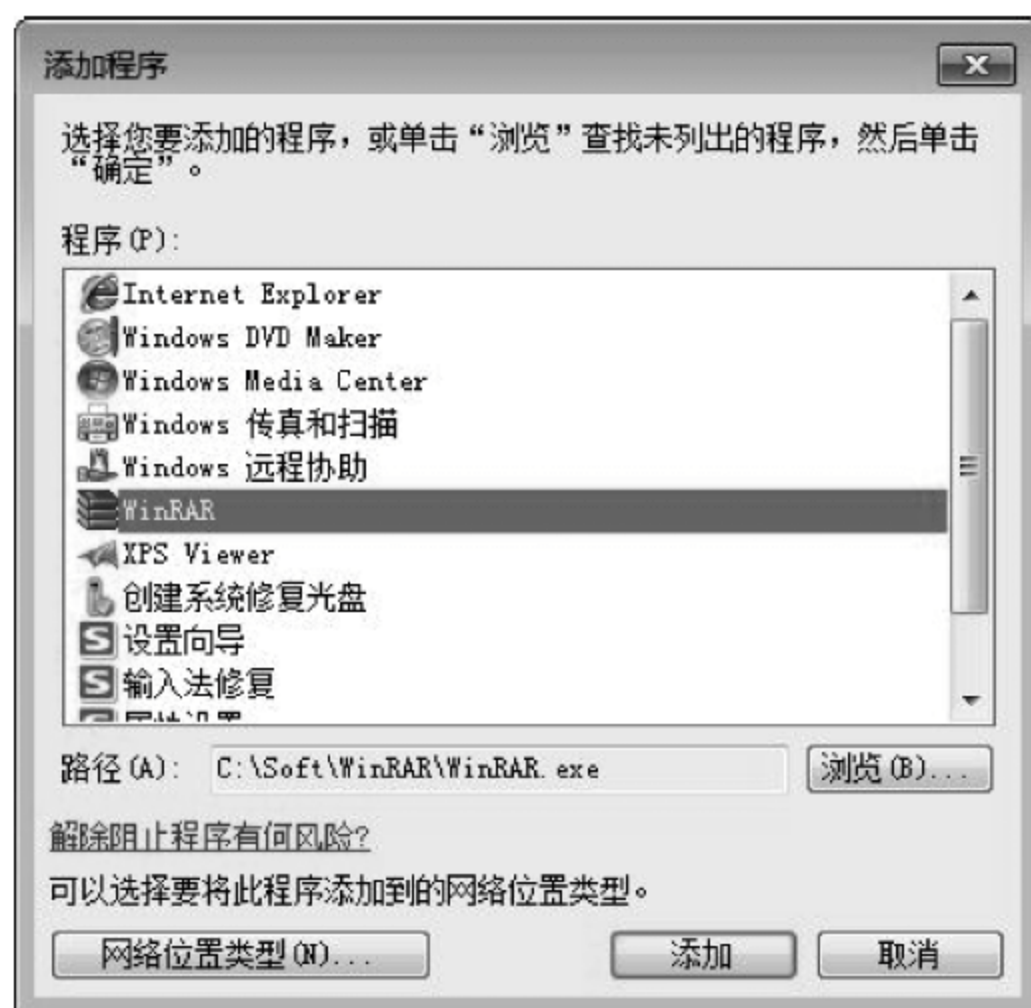 添加程序
选择您要添加的程序，或单击“浏览”查找未列出的程序，然后单击
“确定”。
程序(P):
Internet Explorer
Windows DVD Maker
Windows Media Center
Windows 传真和扫描
Windows 远程协助
WinRAR
XPS Viewer
创建系统修复光盘
设置向导
输入法修复
路径(A): C:\Soft\WinRAR\WinRAR.exe 浏览(B)...
解除阻止程序有何风险?
可以选择要将此程序添加到的网络位置类型。
网络位置类型(N)... 添加 取消